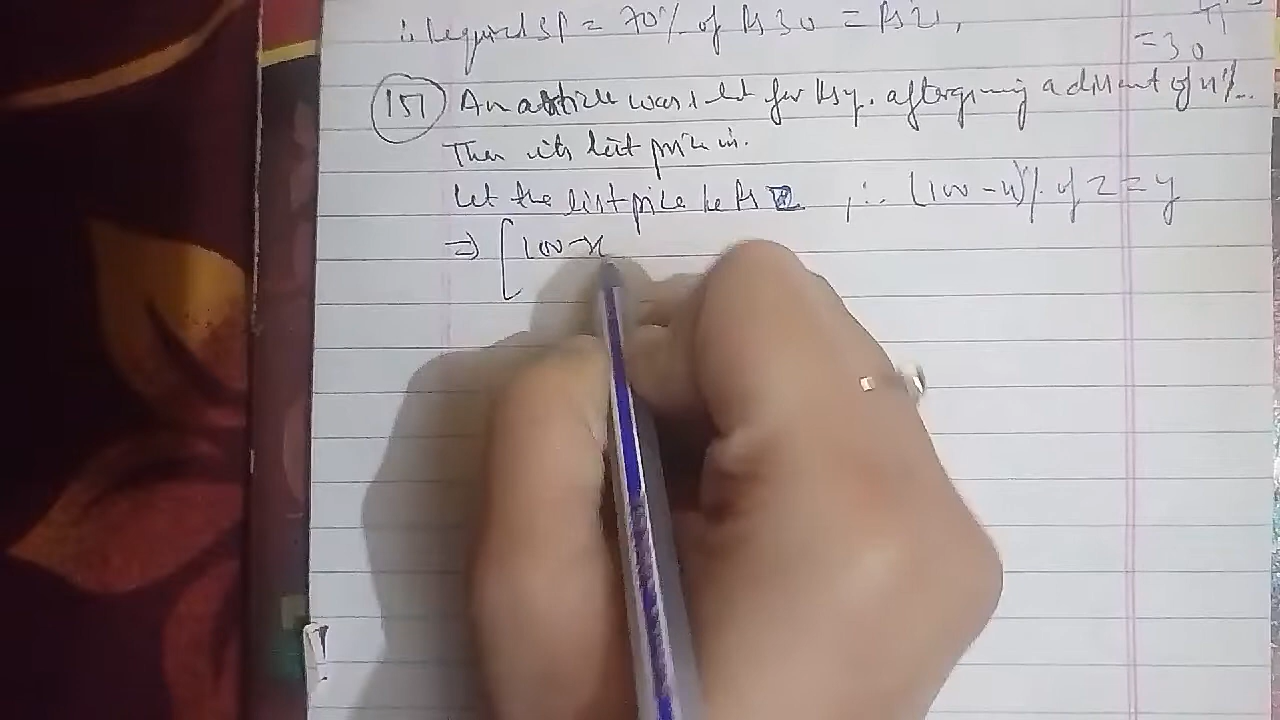 ∴ Required SP = 70% of Rs 30 = Rs 21,
= 30
(151) An article was sold for Rs y. after giving a discount of x%.
Then its list price is.
Let the list price be Rs z, ∴ (100 - x)% of z = y
⇒ [100-x